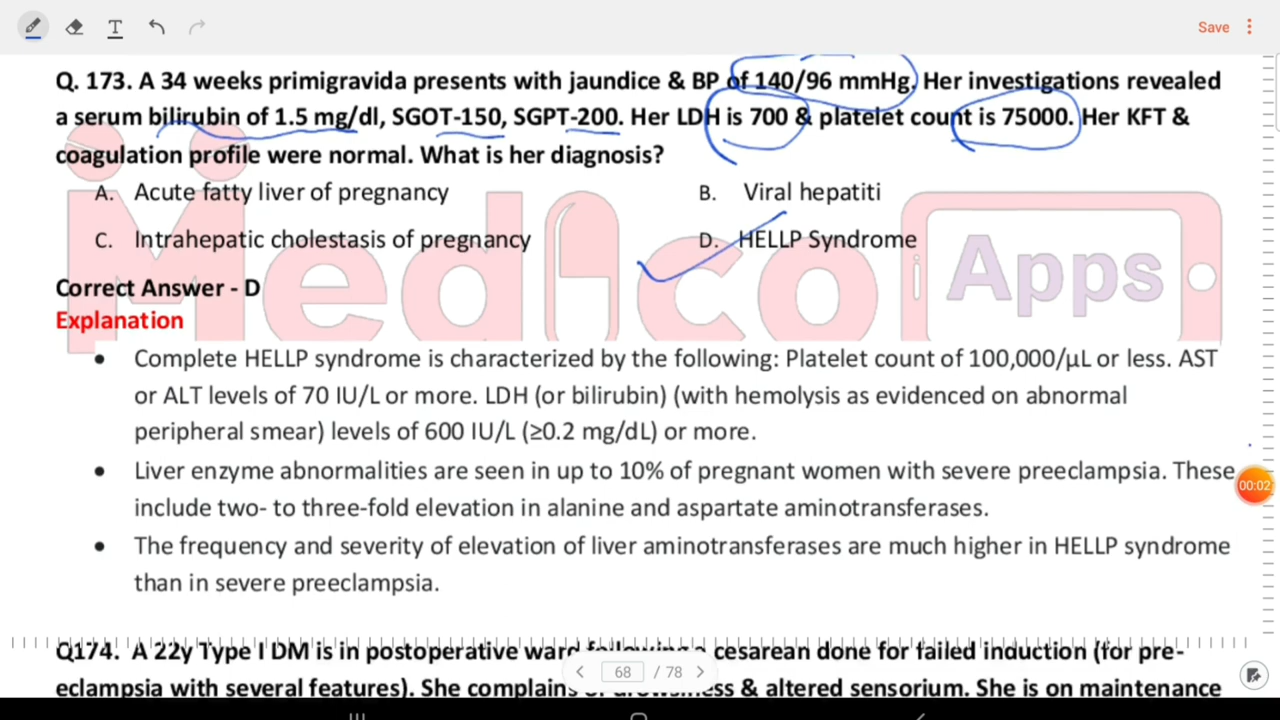 Save
Q. 173. A 34 weeks primigravida presents with jaundice & BP of 140/96 mmHg. Her investigations revealed
a serum bilirubin of 1.5 mg/dl, SGOT-150, SGPT-200. Her LDH is 700 & platelet count is 75000. Her KFT &
coagulation profile were normal. What is her diagnosis?
A. Acute fatty liver of pregnancy B. Viral hepatiti
C. Intrahepatic cholestasis of pregnancy D. HELLP Syndrome
Medico Apps
Correct Answer - D
Explanation
• Complete HELLP syndrome is characterized by the following: Platelet count of 100,000/µL or less. AST
or ALT levels of 70 IU/L or more. LDH (or bilirubin) (with hemolysis as evidenced on abnormal
peripheral smear) levels of 600 IU/L (≥0.2 mg/dL) or more.
• Liver enzyme abnormalities are seen in up to 10% of pregnant women with severe preeclampsia. These
include two- to three-fold elevation in alanine and aspartate aminotransferases.
00:02
• The frequency and severity of elevation of liver aminotransferases are much higher in HELLP syndrome
than in severe preeclampsia.
Q174. A 22y Type I DM is in postoperative ward following a cesarean done for failed induction (for pre-
68 / 78
eclampsia with several features). She complains of drowsiness & altered sensorium. She is on maintenance